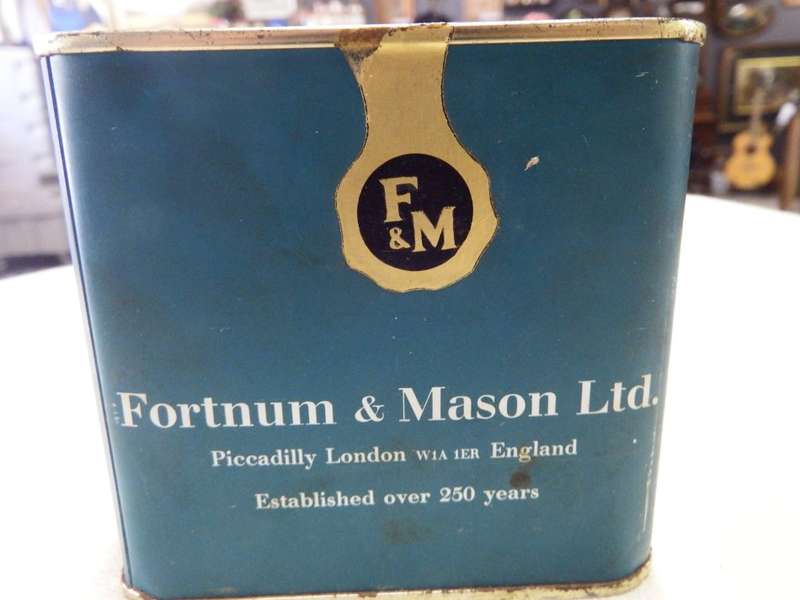 F
&M
Fortnum & Mason Ltd.
Piccadilly London W1A 1ER England
Established over 250 years